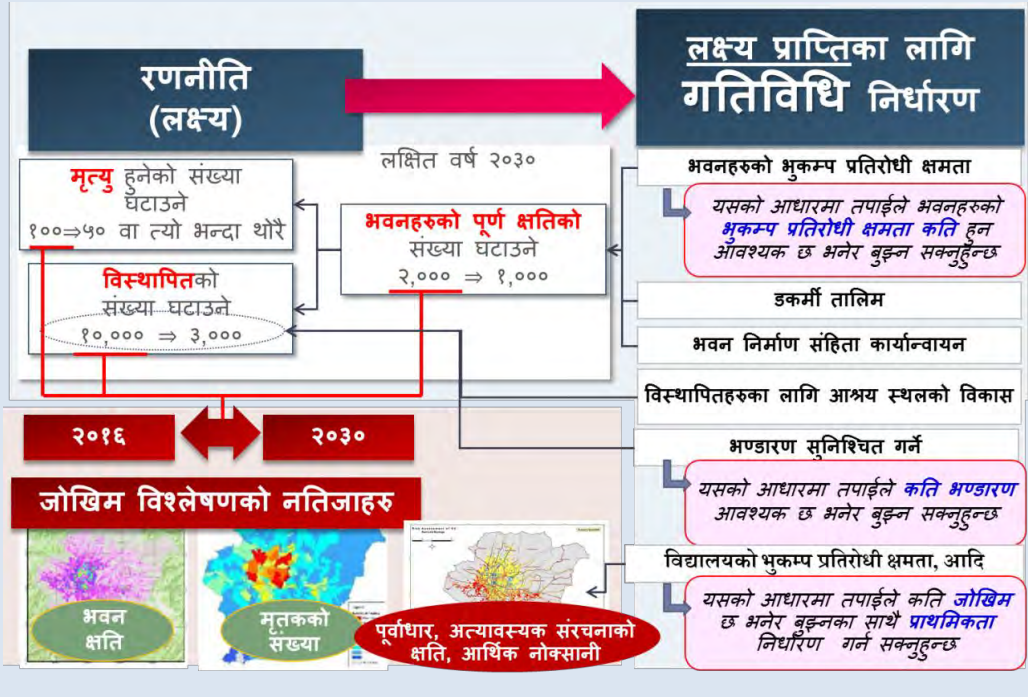 रणनीति
(लक्ष्य)
लक्ष्य प्राप्तिका लागि
गतिविधि निर्धारण
लक्षित वर्ष २०३०
मृत्यु हुनेको संख्या
घटाउने
१००⇒५० वा त्यो भन्दा थोरै
विस्थापितको
संख्या घटाउने
१०,००० ⇒ ३,०००
भवनहरुको पूर्ण क्षतिको
संख्या घटाउने
२,००० ⇒ १,०००
भवनहरुको भुकम्प प्रतिरोधी क्षमता
यसको आधारमा तपाईले भवनहरुको
भुकम्प प्रतिरोधी क्षमता कति हुन
आवश्यक छ भनेर बुझ्न सक्नुहुन्छ
डकर्मी तालिम
भवन निर्माण संहिता कार्यान्वायन
विस्थापितहरुका लागि आश्रय स्थलको विकास
भण्डारण सुनिश्चित गर्ने
यसको आधारमा तपाईले कति भण्डारण
आवश्यक छ भनेर बुझ्न सक्नुहुन्छ
विद्यालयको भुकम्प प्रतिरोधी क्षमता, आदि
यसको आधारमा तपाईले कति जोखिम
छ भनेर बुझ्नका साथै प्राथमिकता
निर्धारण गर्न सक्नुहुन्छ
२०१६
२०३०
जोखिम विश्लेषणको नतिजाहरु
भवन
क्षति
मृतकको
संख्या
पूर्वाधार, अत्यावस्यक संरचनाको
क्षति, आर्थिक नोक्सानी